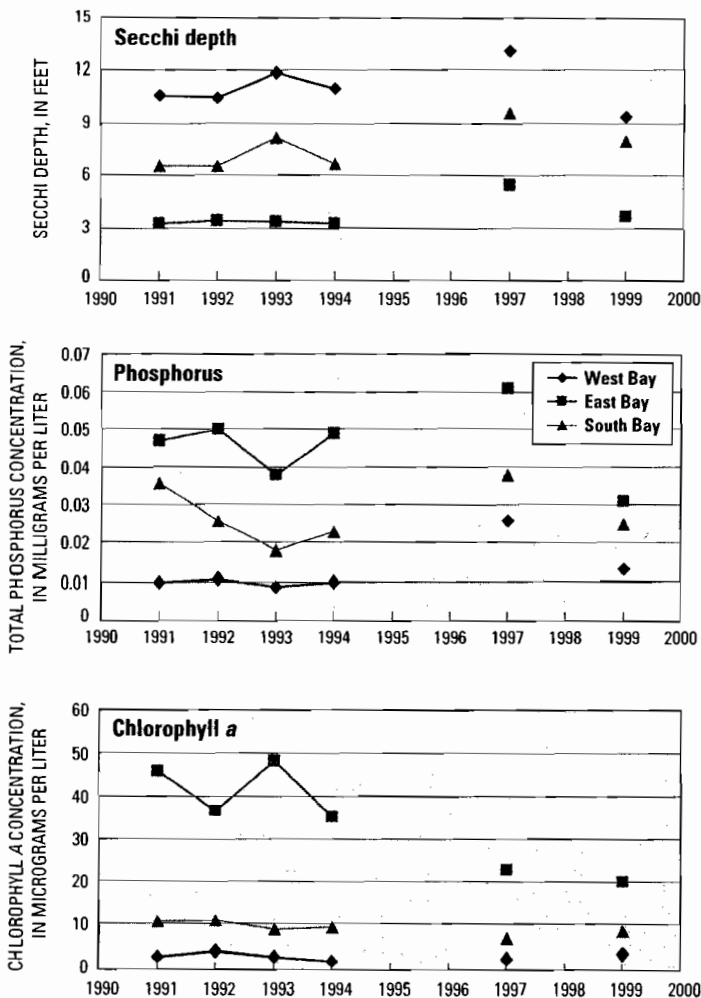 Secchi depth
SECCHI DEPTH, IN FEET
15
12
9
6
3
0
1990 1991 1992 1993 1994 1995 1996 1997 1998 1999 2000
Phosphorus
TOTAL PHOSPHORUS CONCENTRATION,
IN MILLIGRAMS PER LITER
0.07
0.06
0.05
0.04
0.03
0.02
0.01
0
West Bay
East Bay
South Bay
1990 1991 1992 1993 1994 1995 1996 1997 1998 1999 2000
Chlorophyll a
CHLOROPHYLL A CONCENTRATION,
IN MICROGRAMS PER LITER
60
50
40
30
20
10
0
1990 1991 1992 1993 1994 1995 1996 1997 1998 1999 2000